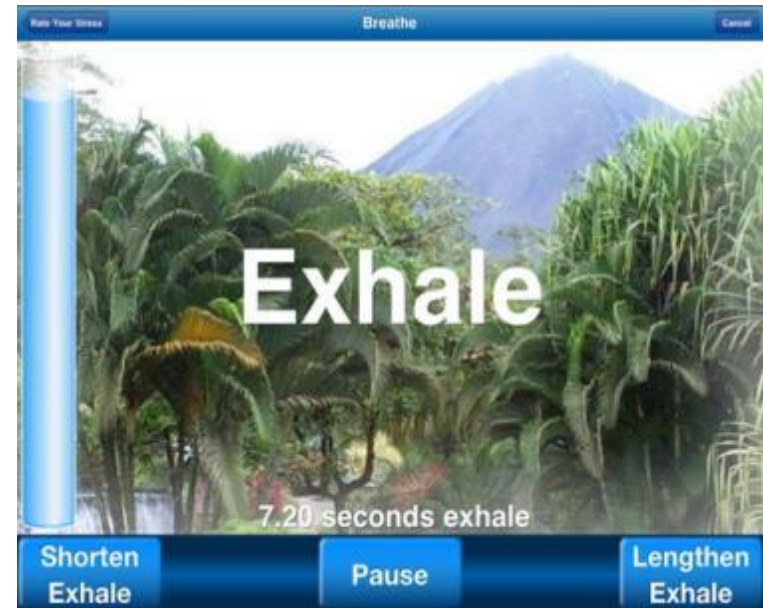 Rate Your Stress
Breathe
Cancel
Exhale
7.20 seconds exhale
Shorten
Exhale
Pause
Lengthen
Exhale